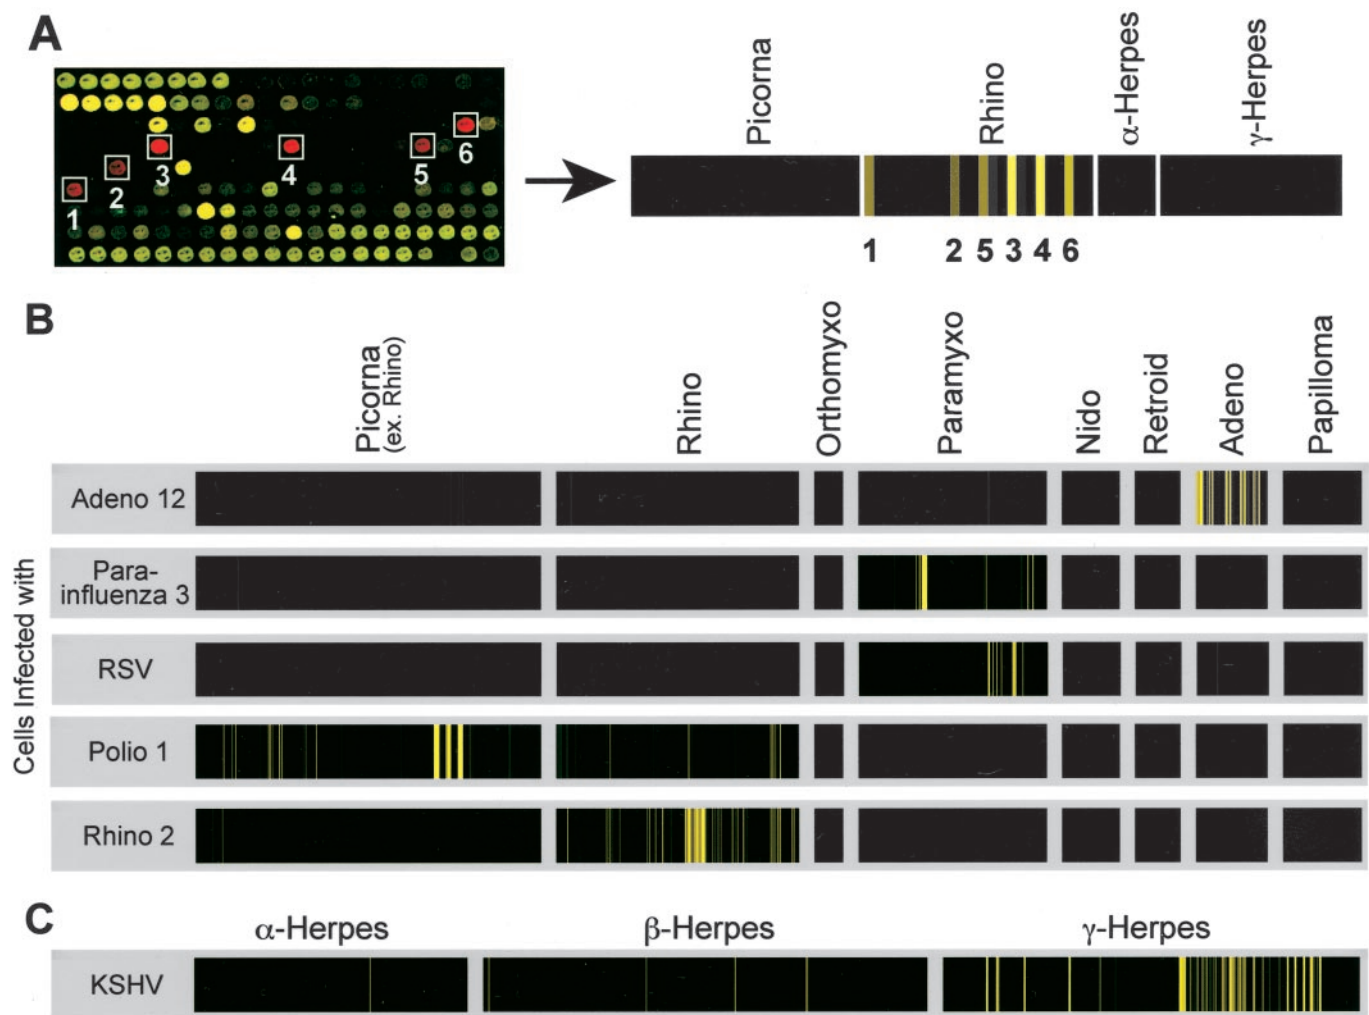 A
Picorna
Rhino
α-Herpes
γ-Herpes
1
2
3
4
5
6
1 2 5 3 4 6
B
Picorna
(ex. Rhino)
Rhino
Orthomyxo
Paramyxo
Nido
Retroid
Adeno
Papilloma
Cells Infected with
Adeno 12
Para-
influenza 3
RSV
Polio 1
Rhino 2
C
α-Herpes β-Herpes γ-Herpes
KSHV